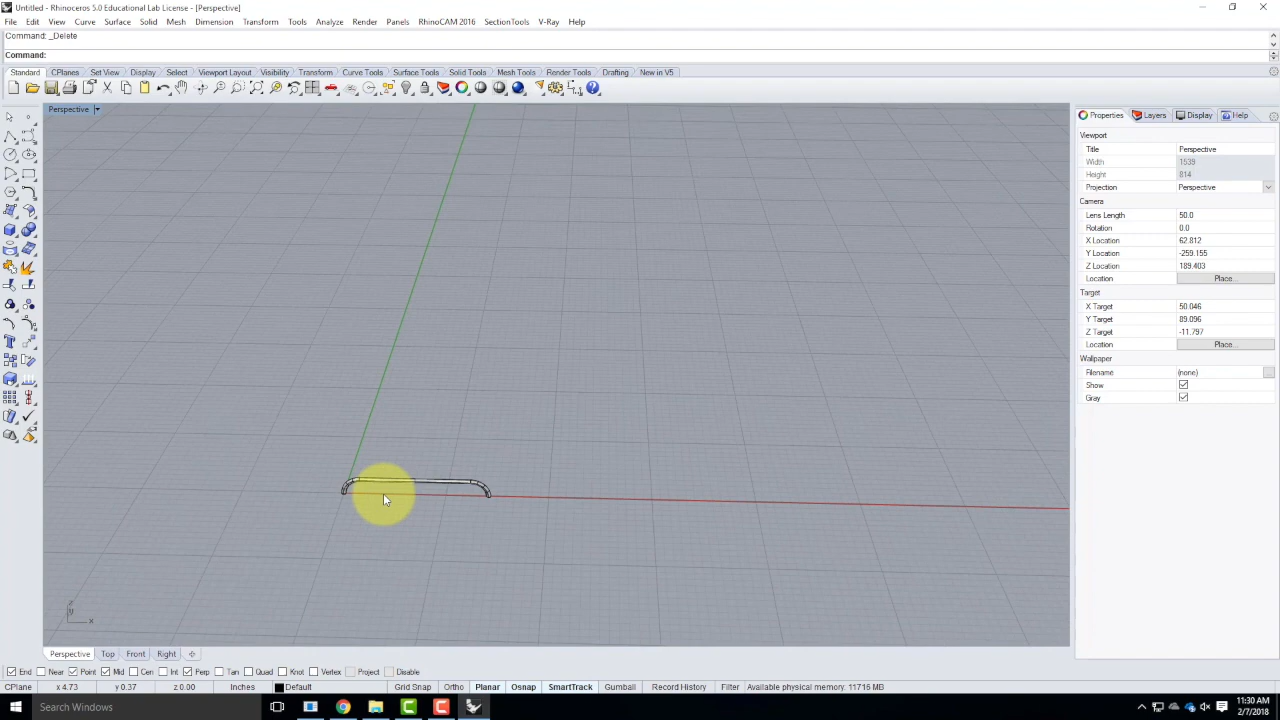 Untitled - Rhinoceros 5.0 Educational Lab License - [Perspective]
File Edit View Curve Surface Solid Mesh Dimension Transform Tools Analyze Render Panels RhinoCAM 2016 SectionTools V-Ray Help
Command: _Delete
Command:
Standard CPlanes Set View Display Select Viewport Layout Visibility Transform Curve Tools Surface Tools Solid Tools Mesh Tools Render Tools Drafting New in V5
Perspective
Properties Layers Display Help
Viewport
Title Perspective
Width 1539
Height 814
Projection Perspective
Camera
Lens Length 50.0
Rotation 0.0
X Location 62.812
Y Location -259.155
Z Location 189.403
Location Place...
Target
X Target 50.046
Y Target 89.096
Z Target -11.797
Location Place...
Wallpaper
Filename (none)
Show
Gray
z
y
x
Perspective Top Front Right
End Near Point Mid Cen Int Perp Tan Quad Knot Vertex Project Disable
CPlane x 4.73 y 0.37 z 0.00 Inches Default Grid Snap Ortho Planar Osnap SmartTrack Gumball Record History Filter Available physical memory: 11716 MB
Search Windows
11:30 AM
2/7/2018